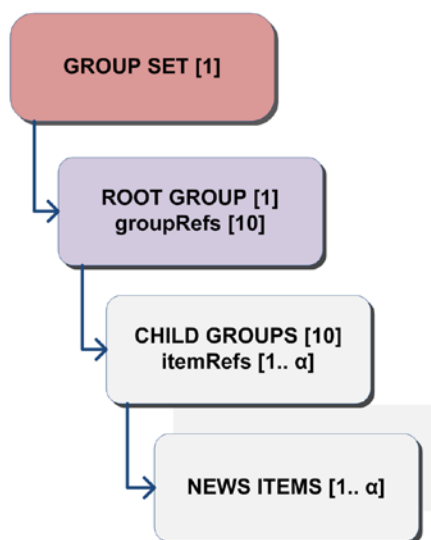 GROUP SET [1]
ROOT GROUP [1]
groupRefs [10]
CHILD GROUPS [10]
itemRefs [1.. α]
NEWS ITEMS [1.. α]